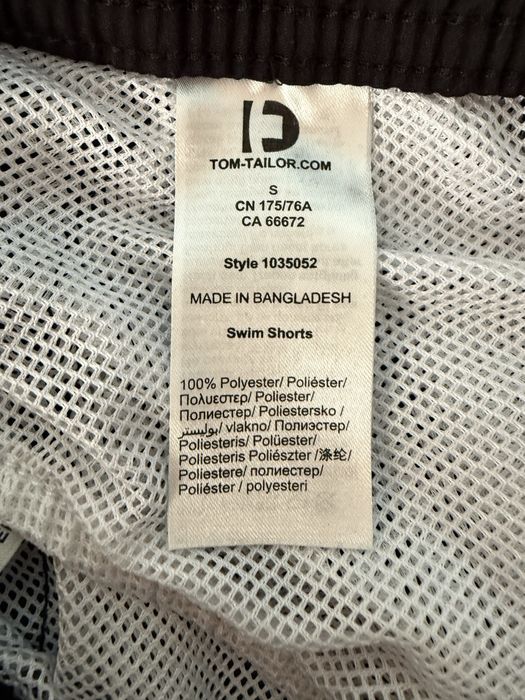 TOM-TAILOR.COM
S
CN 175/76A
CA 66672
Style 1035052
MADE IN BANGLADESH
Swim Shorts
100% Polyester/ Poliéster/
Πολυεστερ/ Poliester/
Полиестер/ Poliestersko /
بوليستر/ vlakno/ Полиэстер/
Poliesteris/ Polüester/
Poliesteris Poliészter /涤纶/
Poliestere/ полиестер/
Poliéster / polyesteri